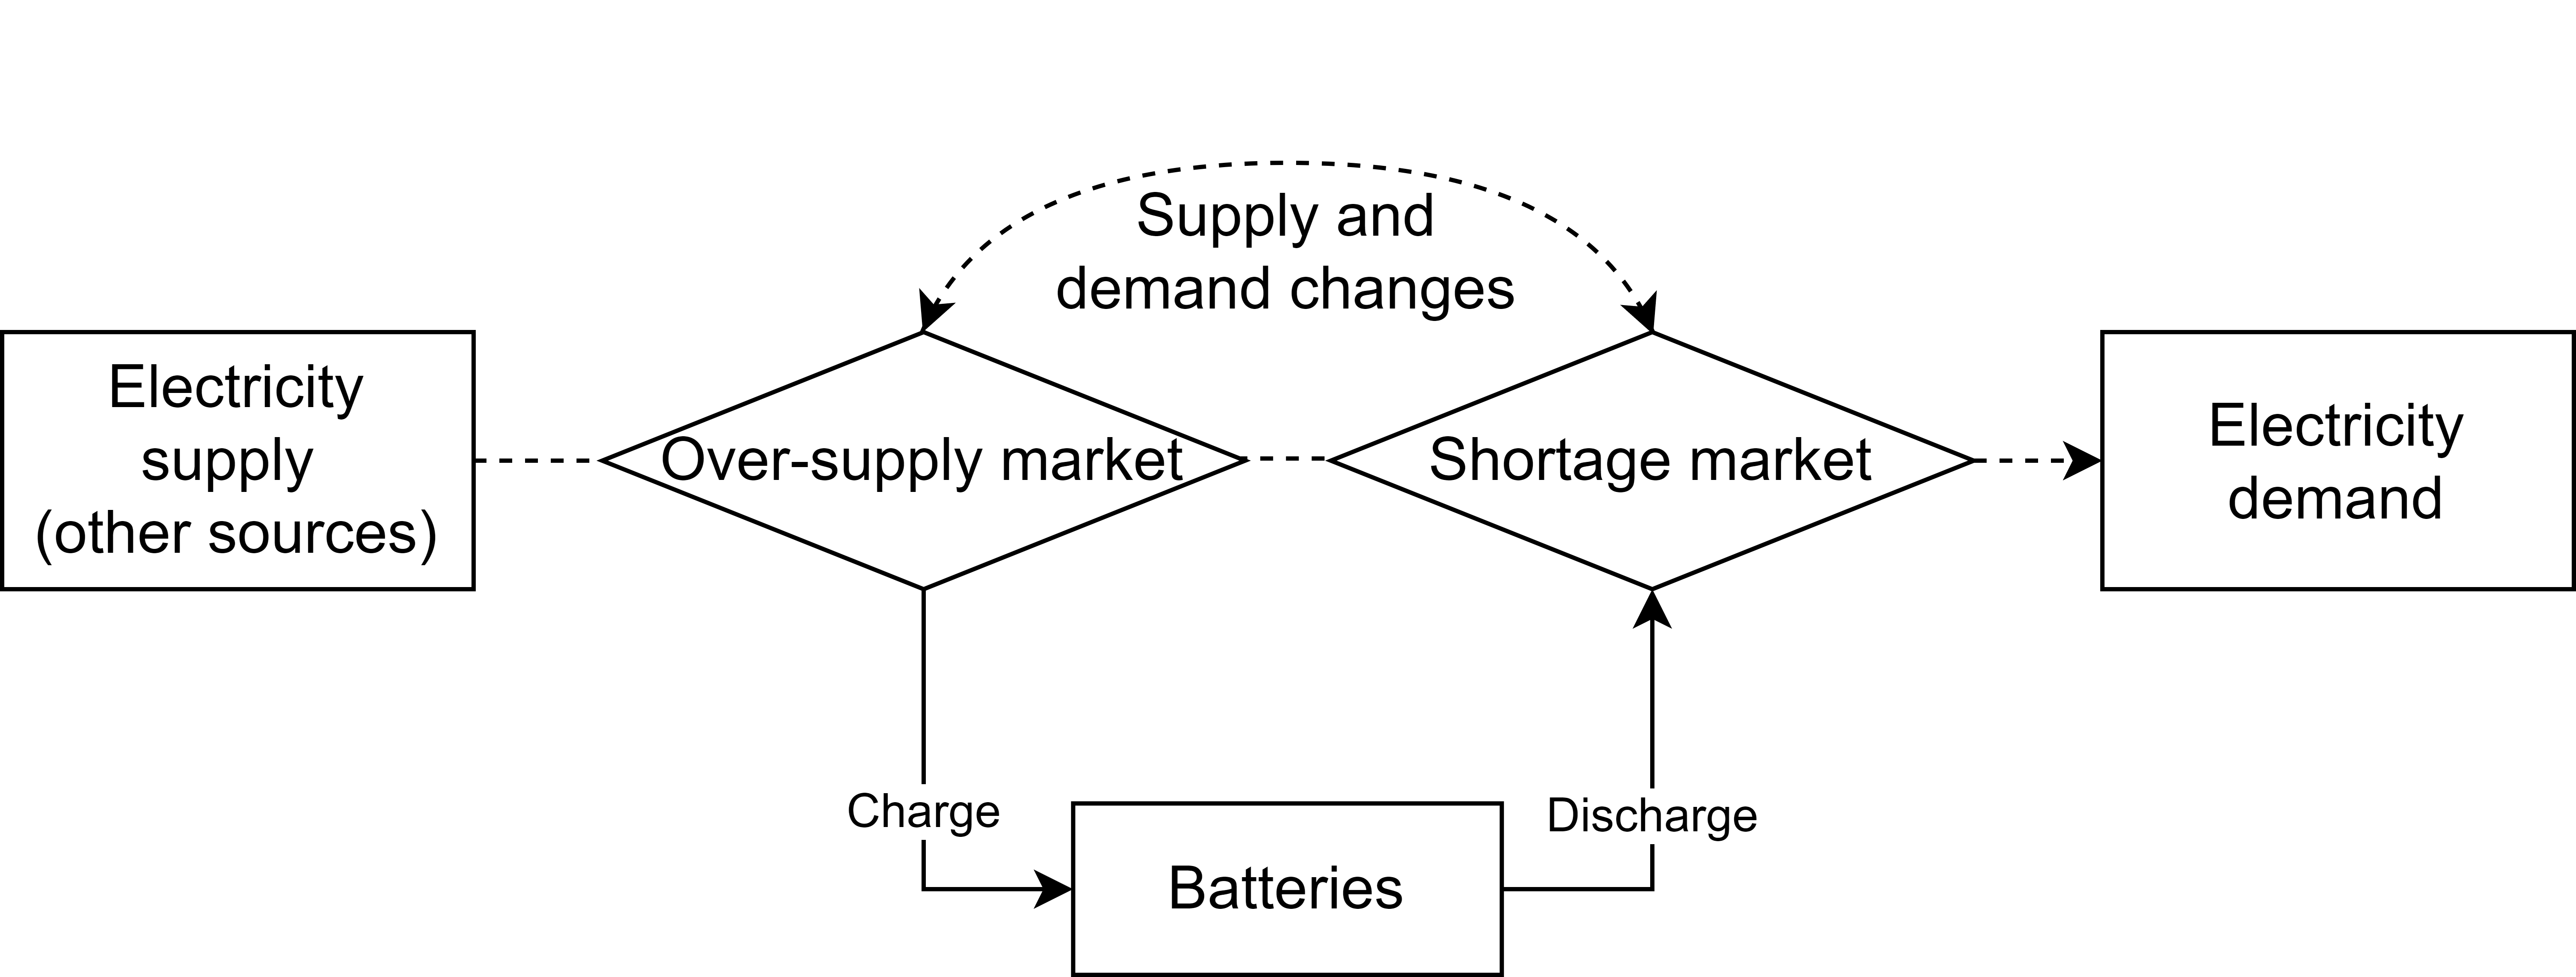 Supply and
demand changes
Electricity
supply
(other sources)
Over-supply market
Shortage market
Electricity
demand
Charge
Discharge
Batteries